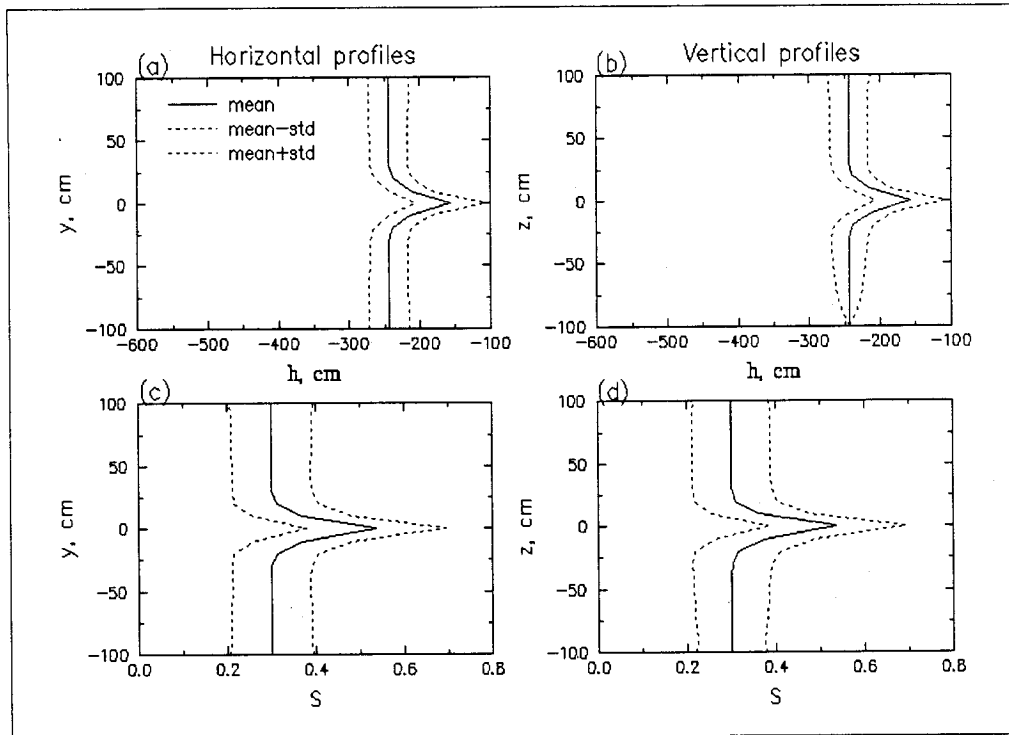 (a) Horizontal profiles
(b) Vertical profiles
100
50
0
-50
-100
y, cm
mean
mean-std
mean+std
-600 -500 -400 -300 -200 -100
h, cm
100
50
0
-50
-100
z, cm
-600 -500 -400 -300 -200 -100
h, cm
(c)
100
50
0
-50
-100
y, cm
0.0 0.2 0.4 0.6 0.8
S
(d)
100
50
0
-50
-100
z, cm
0.0 0.2 0.4 0.6 0.8
S